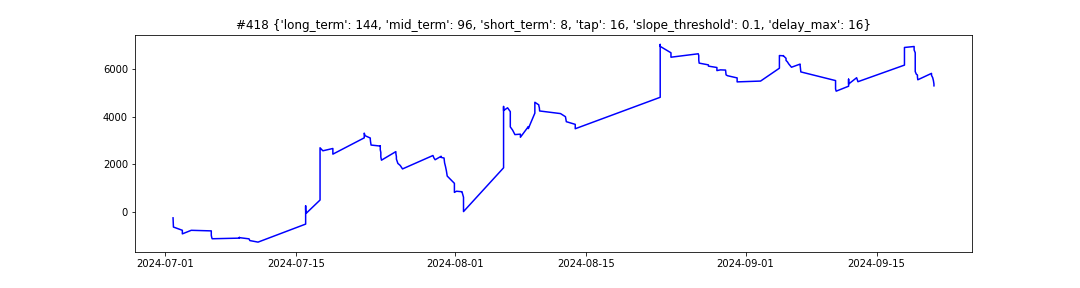 #418 {'long_term': 144, 'mid_term': 96, 'short_term': 8, 'tap': 16, 'slope_threshold': 0.1, 'delay_max': 16}
6000
4000
2000
0
2024-07-01 2024-07-15 2024-08-01 2024-08-15 2024-09-01 2024-09-15